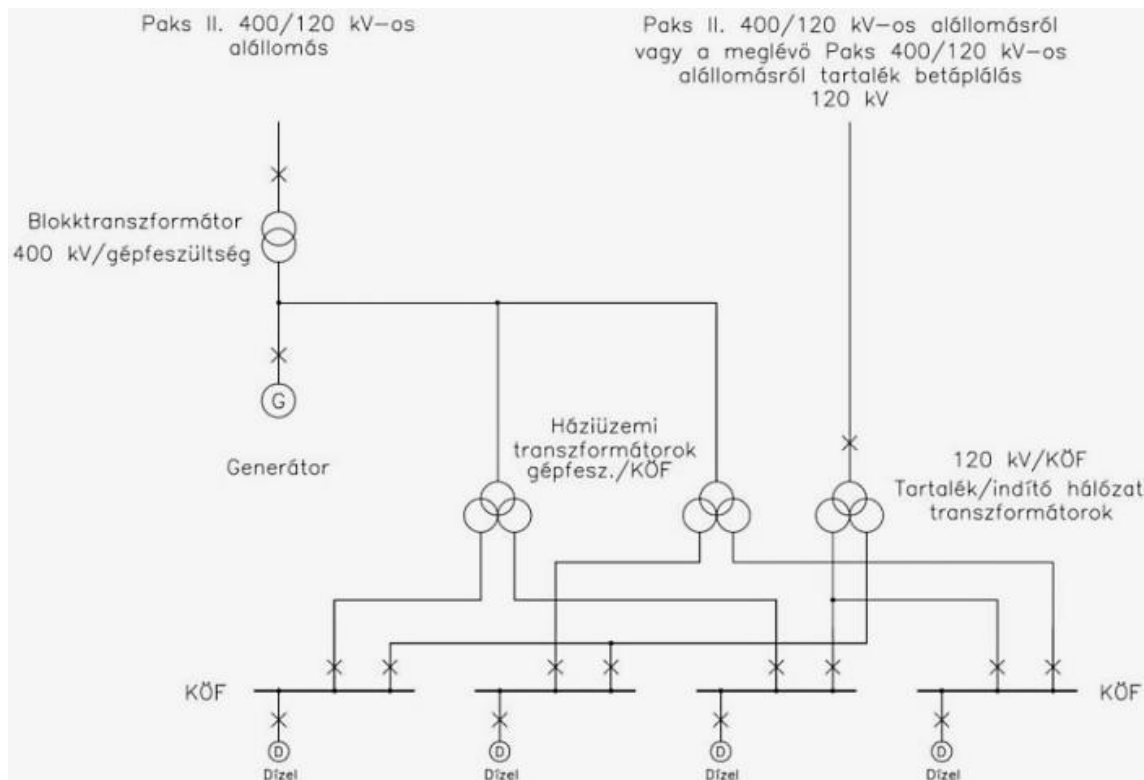 Paks II. 400/120 kV-os
alállomás
Paks II. 400/120 kV-os alállomásról
vagy a meglévö Paks 400/120 kV-os
alállomásról tartalék betáplálás
120 kV
Blokktranszformátor
400 kV/gépfeszültség
G
Generátor
Háziüzemi
transzformátorok
gépfesz./KÖF
120 kV/KÖF
Tartalék/indító hálózat
transzformátorok
KÖF
KÖF
D
Dízel
D
Dízel
D
Dízel
D
Dízel